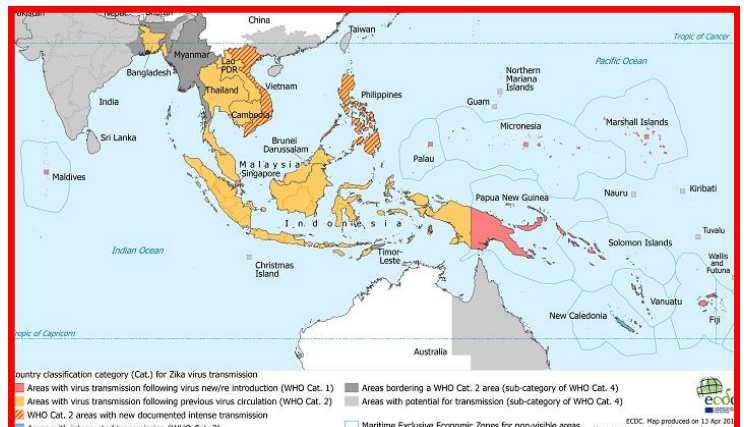 China
Taiwan
Tropic of Cancer
Myanmar
Lao
PDR
Pacific Ocean
Bangladesh
Northern
Mariana
Islands
India
Thailand
Vietnam
Philippines
Guam
Cambodia
Marshall Islands
Micronesia
Sri Lanka
Brunei
Darussalam
Malaysia
Singapore
Palau
Maldives
Papua New Guinea
Nauru
Kiribati
Indonesia
Solomon Islands
Tuvalu
Indian Ocean
Timor-
Leste
Wallis
and
Futuna
Christmas
Island
Vanuatu
New Caledonia
Fiji
Tropic of Capricorn
Australia
Country classification category (Cat.) for Zika virus transmission
Areas with virus transmission following virus new/re introduction (WHO Cat. 1)
Areas with virus transmission following previous virus circulation (WHO Cat. 2)
WHO Cat. 2 areas with new documented intense transmission
Areas bordering a WHO Cat. 2 area (sub-category of WHO Cat. 4)
Areas with potential for transmission (sub-category of WHO Cat. 4)
Maritime Exclusive Economic Zones for non-visible areas
ecdc
ECDC. Map produced on 13 Apr 201